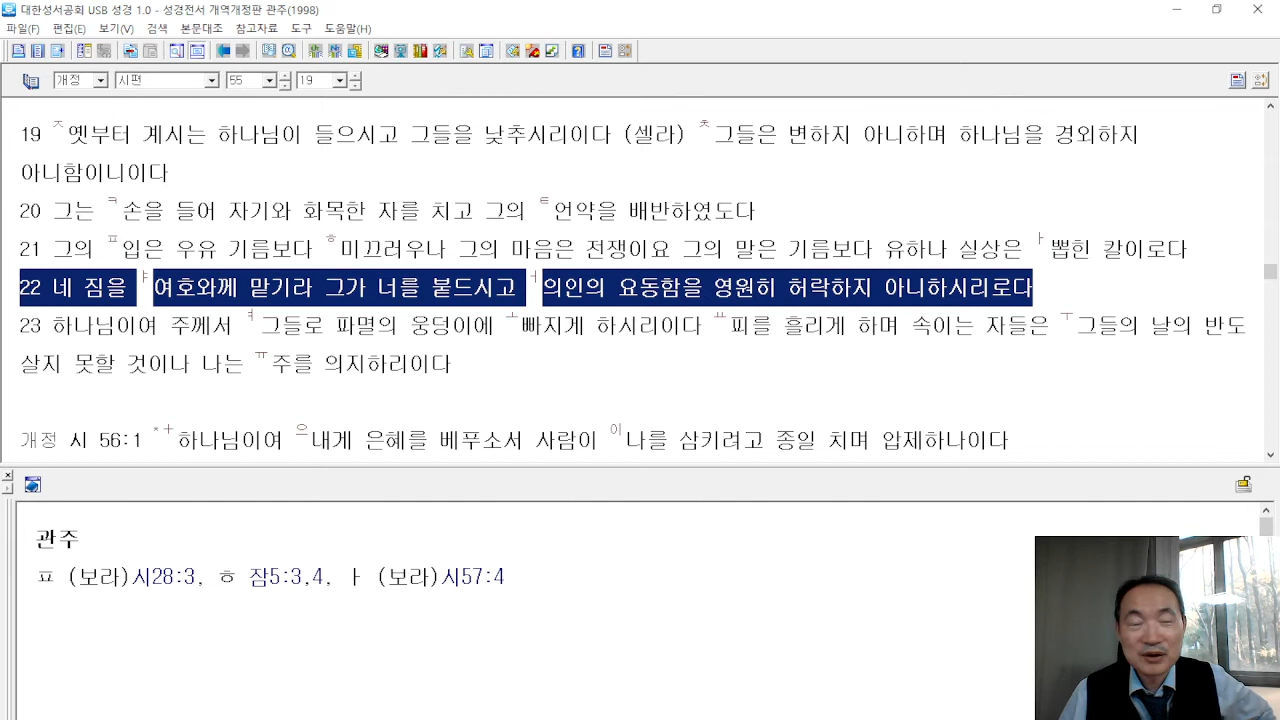 대한성서공회 USB 성경 1.0 - 성경전서 개역개정판 관주(1998)
파일(F) 편집(E) 보기(V) 검색 본문대조 참고자료 도구 도움말(H)
개정 시편 55 19
19 ㅈ옛부터 계시는 하나님이 들으시고 그들을 낮추시리이다 (셀라) ㅊ그들은 변하지 아니하며 하나님을 경외하지
아니함이니이다
20 그는 ㅋ손을 들어 자기와 화목한 자를 치고 그의 ㅌ언약을 배반하였도다
21 그의 ㅍ입은 우유 기름보다 ㅎ미끄러우나 그의 마음은 전쟁이요 그의 말은 기름보다 유하나 실상은 ㅏ뽑힌 칼이로다
22 네 짐을 ㅑ여호와께 맡기라 그가 너를 붙드시고 ㅓ의인의 요동함을 영원히 허락하지 아니하시리로다
23 하나님이여 주께서 ㅕ그들로 파멸의 웅덩이에 ㅗ빠지게 하시리이다 ㅛ피를 흘리게 하며 속이는 자들은 ㅜ그들의 날의 반도
살지 못할 것이나 나는 ㅠ주를 의지하리이다
개정 시 56:1 *ㅓ하나님이여 으내게 은혜를 베푸소서 사람이 이나를 삼키려고 종일 치며 압제하나이다
관주
ㅍ (보라)시28:3, ㅎ 잠5:3,4, ㅏ (보라)시57:4